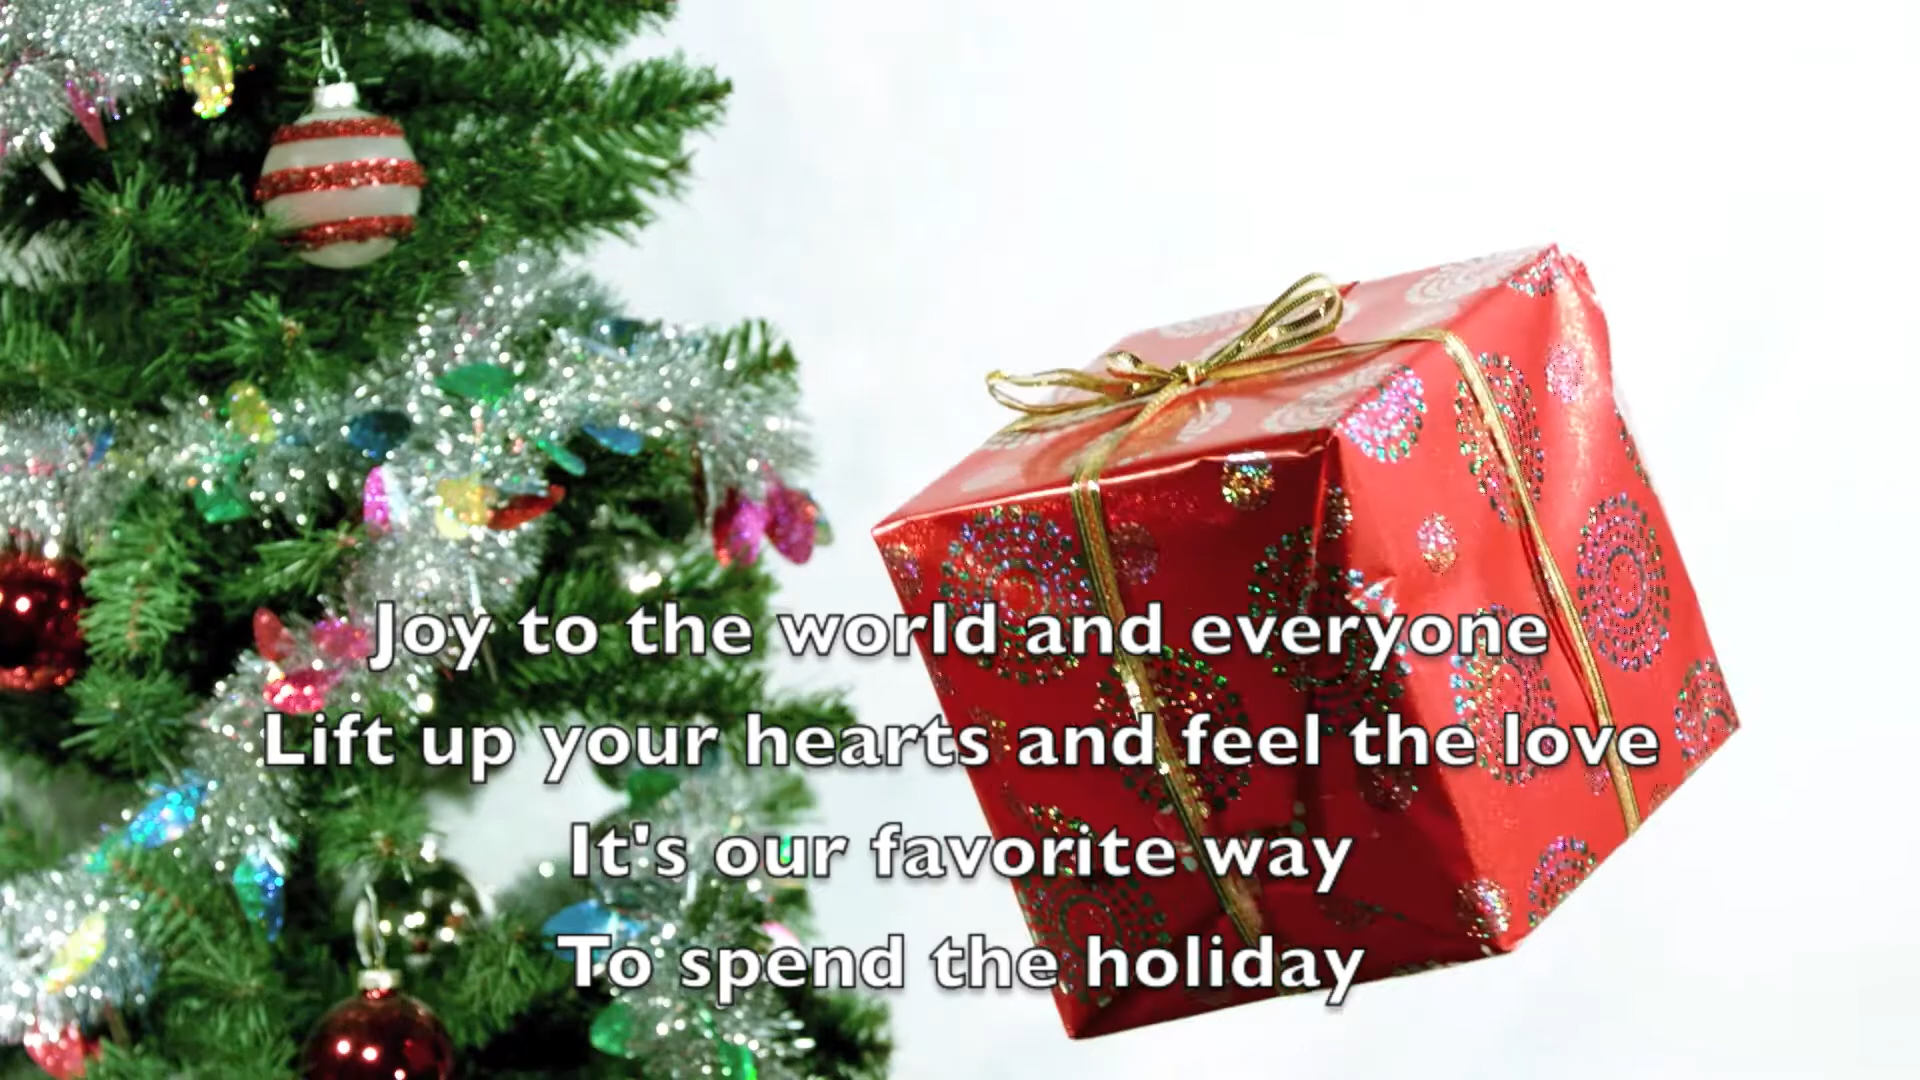 Joy to the world and everyone
Lift up your hearts and feel the love
It's our favorite way
To spend the holiday